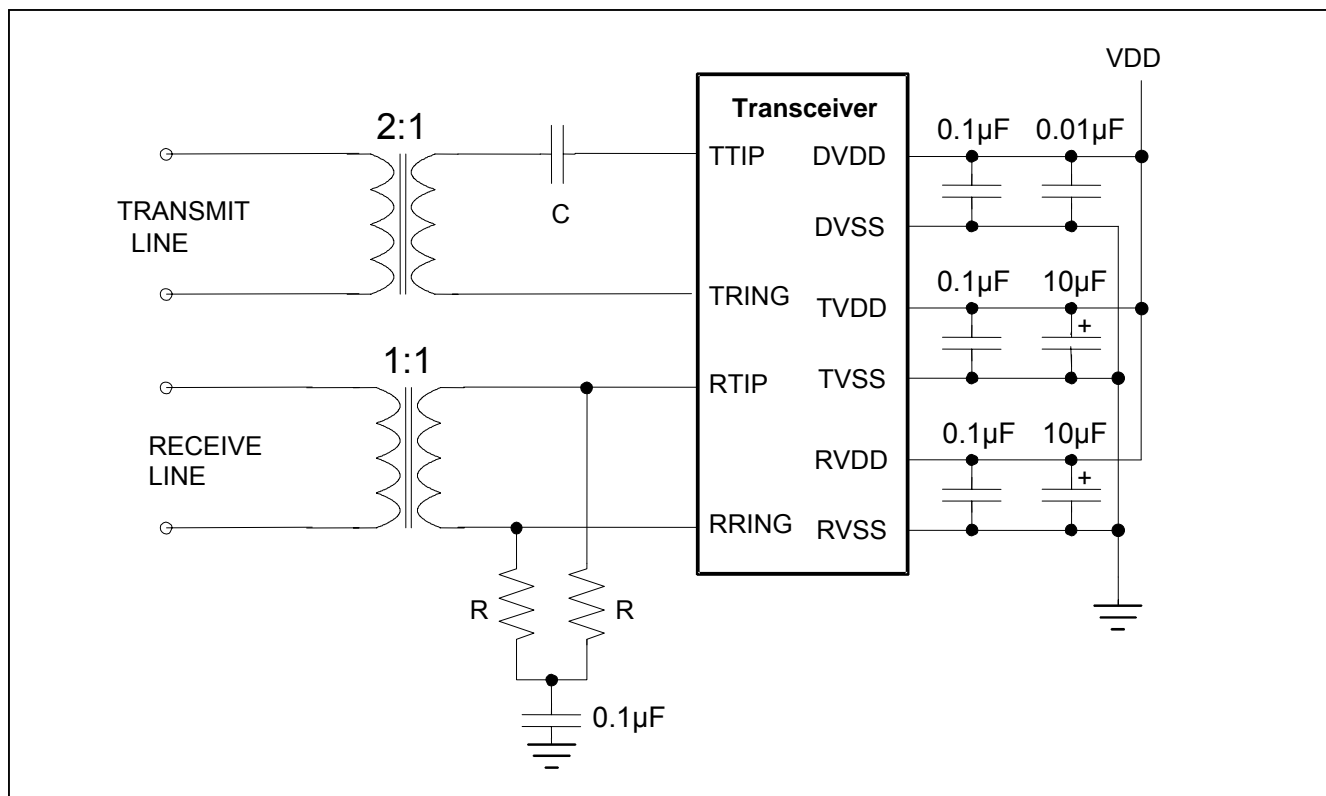 VDD
Transceiver
2:1
0.1µF
0.01µF
TTIP
DVDD
C
TRANSMIT
LINE
DVSS
0.1µF
10µF
TRING
TVDD
+
1:1
RTIP
TVSS
RECEIVE
LINE
0.1µF
10µF
RVDD
+
RRING
RVSS
R
R
0.1µF